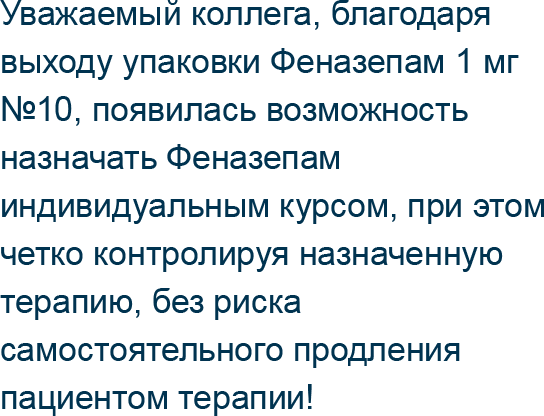 Уважаемый коллега, благодаря
выходу упаковки Феназепам 1 мг
№10, появилась возможность
назначать Феназепам
индивидуальным курсом, при этом
четко контролируя назначенную
терапию, без риска
самостоятельного продления
пациентом терапии!